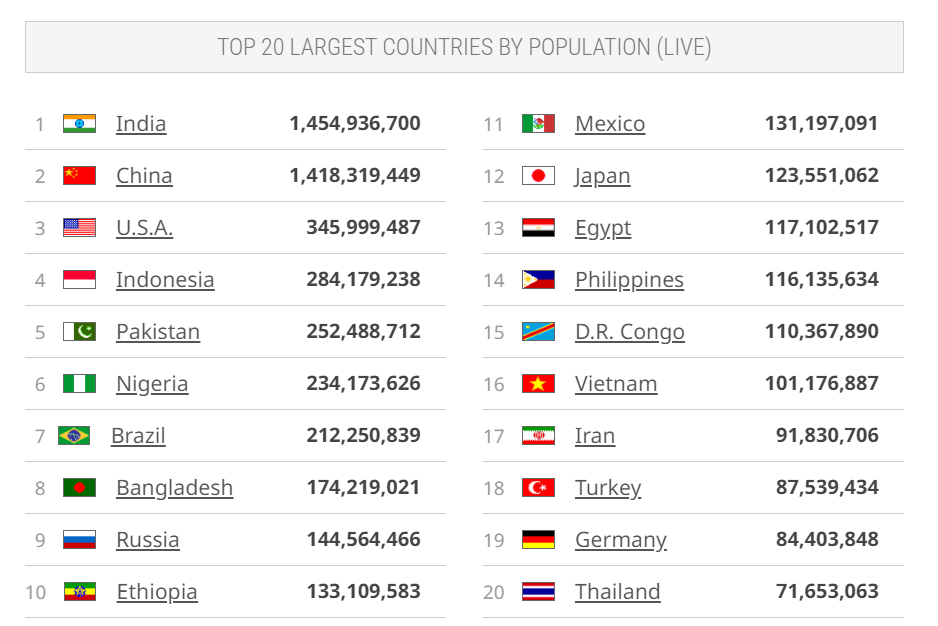 TOP 20 LARGEST COUNTRIES BY POPULATION (LIVE)
1 India 1,454,936,700
2 China 1,418,319,449
3 U.S.A. 345,999,487
4 Indonesia 284,179,238
5 Pakistan 252,488,712
6 Nigeria 234,173,626
7 Brazil 212,250,839
8 Bangladesh 174,219,021
9 Russia 144,564,466
10 Ethiopia 133,109,583
11 Mexico 131,197,091
12 Japan 123,551,062
13 Egypt 117,102,517
14 Philippines 116,135,634
15 D.R. Congo 110,367,890
16 Vietnam 101,176,887
17 Iran 91,830,706
18 Turkey 87,539,434
19 Germany 84,403,848
20 Thailand 71,653,063